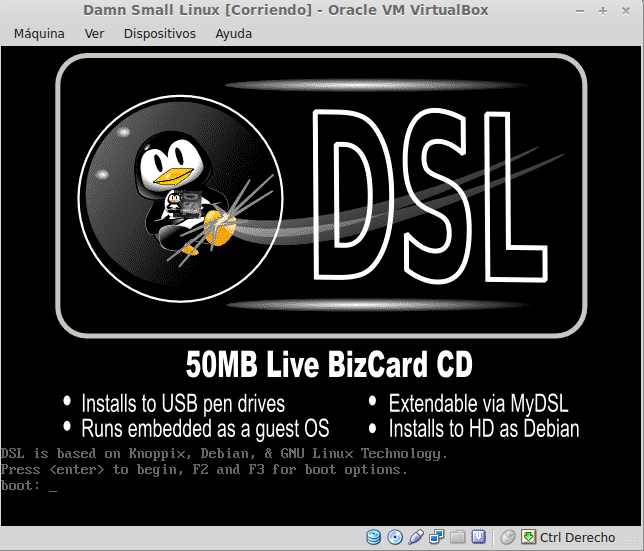 Damn Small Linux [Corriendo] - Oracle VM VirtualBox
Máquina Ver Dispositivos Ayuda
DSL
DSL
50MB Live BizCard CD
• Installs to USB pen drives
• Extendable via MyDSL
• Runs embedded as a guest OS
• Installs to HD as Debian
DSL is based on Knoppix, Debian, & GNU Linux Technology.
Press <enter> to begin, F2 and F3 for boot options.
boot: _
Ctrl Derecho